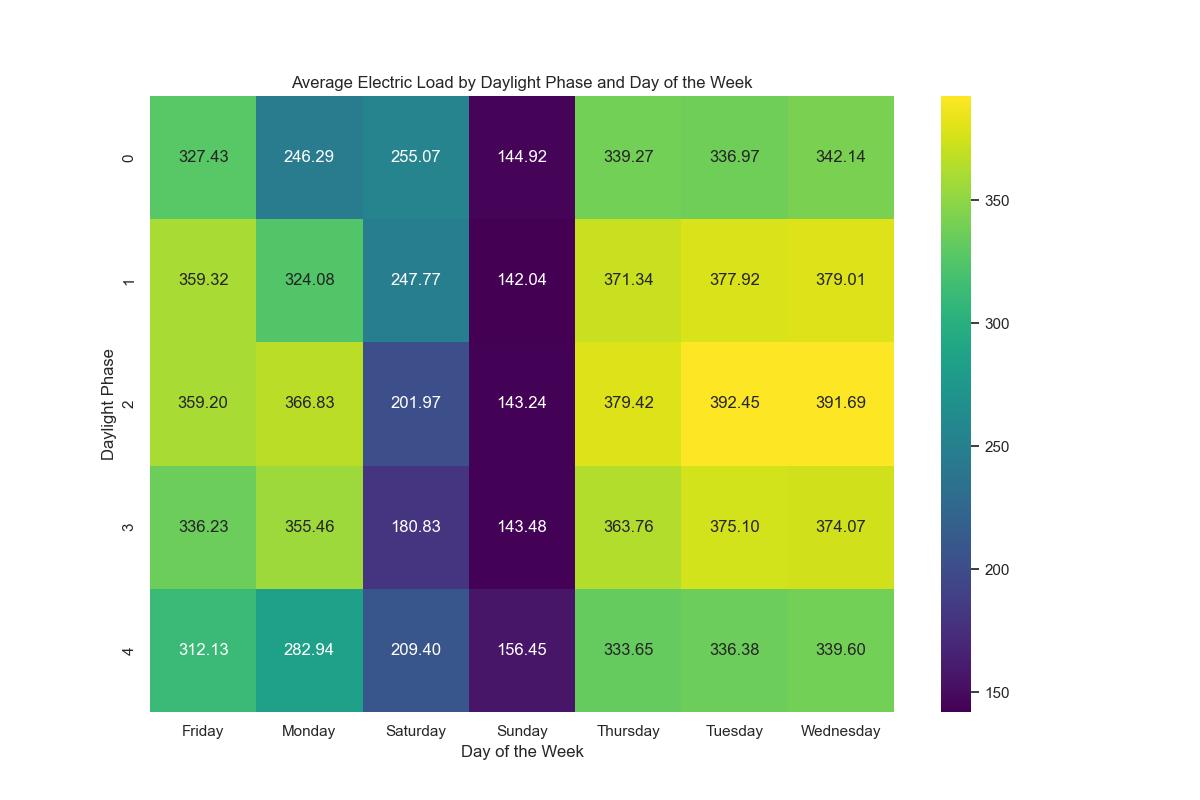 Average Electric Load by Daylight Phase and Day of the Week
Daylight Phase
0 327.43 246.29 255.07 144.92 339.27 336.97 342.14
1 359.32 324.08 247.77 142.04 371.34 377.92 379.01
2 359.20 366.83 201.97 143.24 379.42 392.45 391.69
3 336.23 355.46 180.83 143.48 363.76 375.10 374.07
4 312.13 282.94 209.40 156.45 333.65 336.38 339.60
Friday Monday Saturday Sunday Thursday Tuesday Wednesday
Day of the Week
350
300
250
200
150